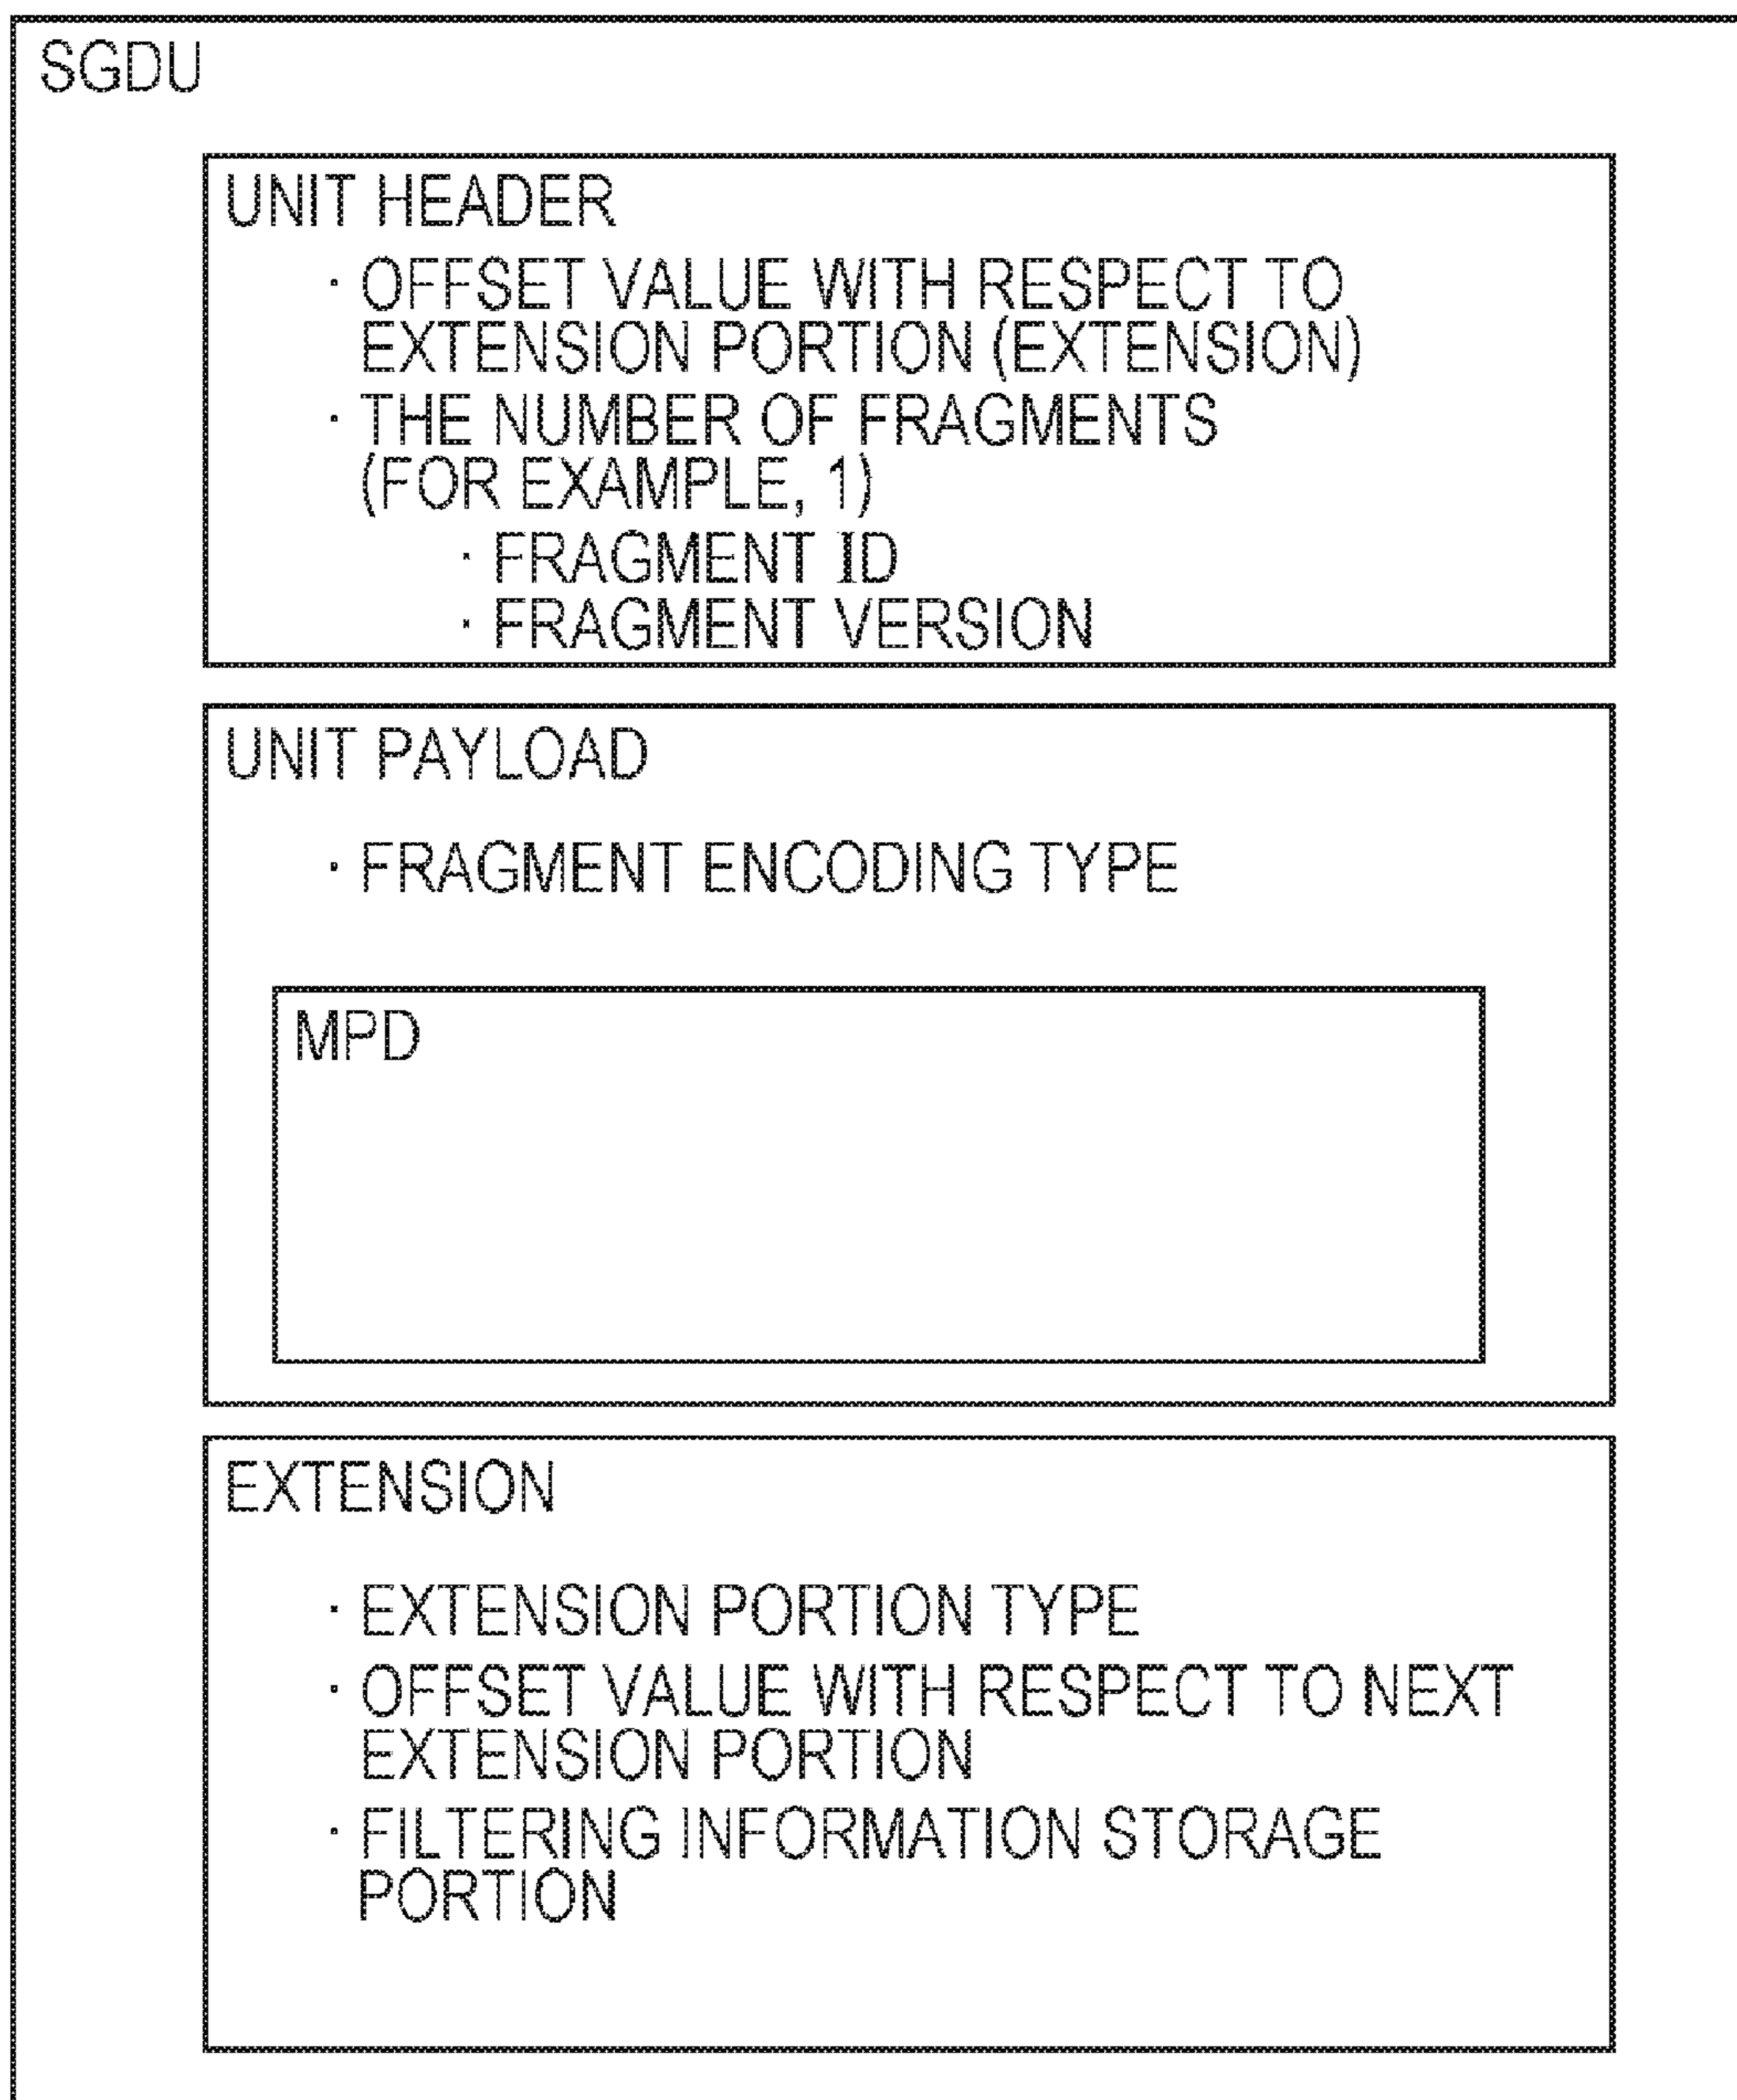 SGDU
UNIT HEADER
· OFFSET VALUE WITH RESPECT TO
EXTENSION PORTION (EXTENSION)
· THE NUMBER OF FRAGMENTS
(FOR EXAMPLE, 1)
· FRAGMENT ID
· FRAGMENT VERSION
UNIT PAYLOAD
· FRAGMENT ENCODING TYPE
MPD
EXTENSION
· EXTENSION PORTION TYPE
· OFFSET VALUE WITH RESPECT TO NEXT
EXTENSION PORTION
· FILTERING INFORMATION STORAGE
PORTION